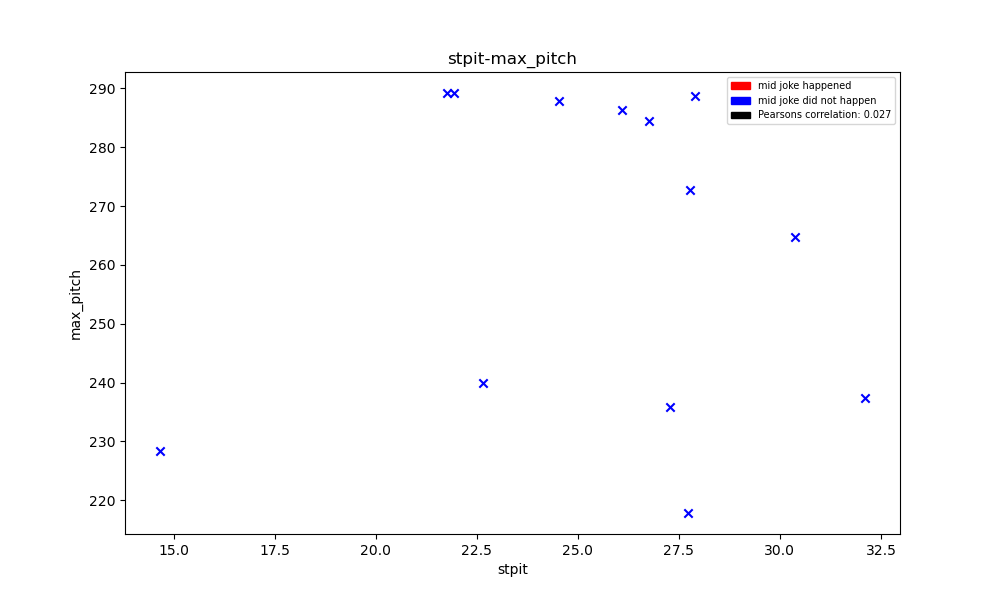 stpit-max_pitch
mid joke happened
mid joke did not happen
Pearsons correlation: 0.027
290
280
270
260
250
240
230
220
max_pitch
15.0 17.5 20.0 22.5 25.0 27.5 30.0 32.5
stpit